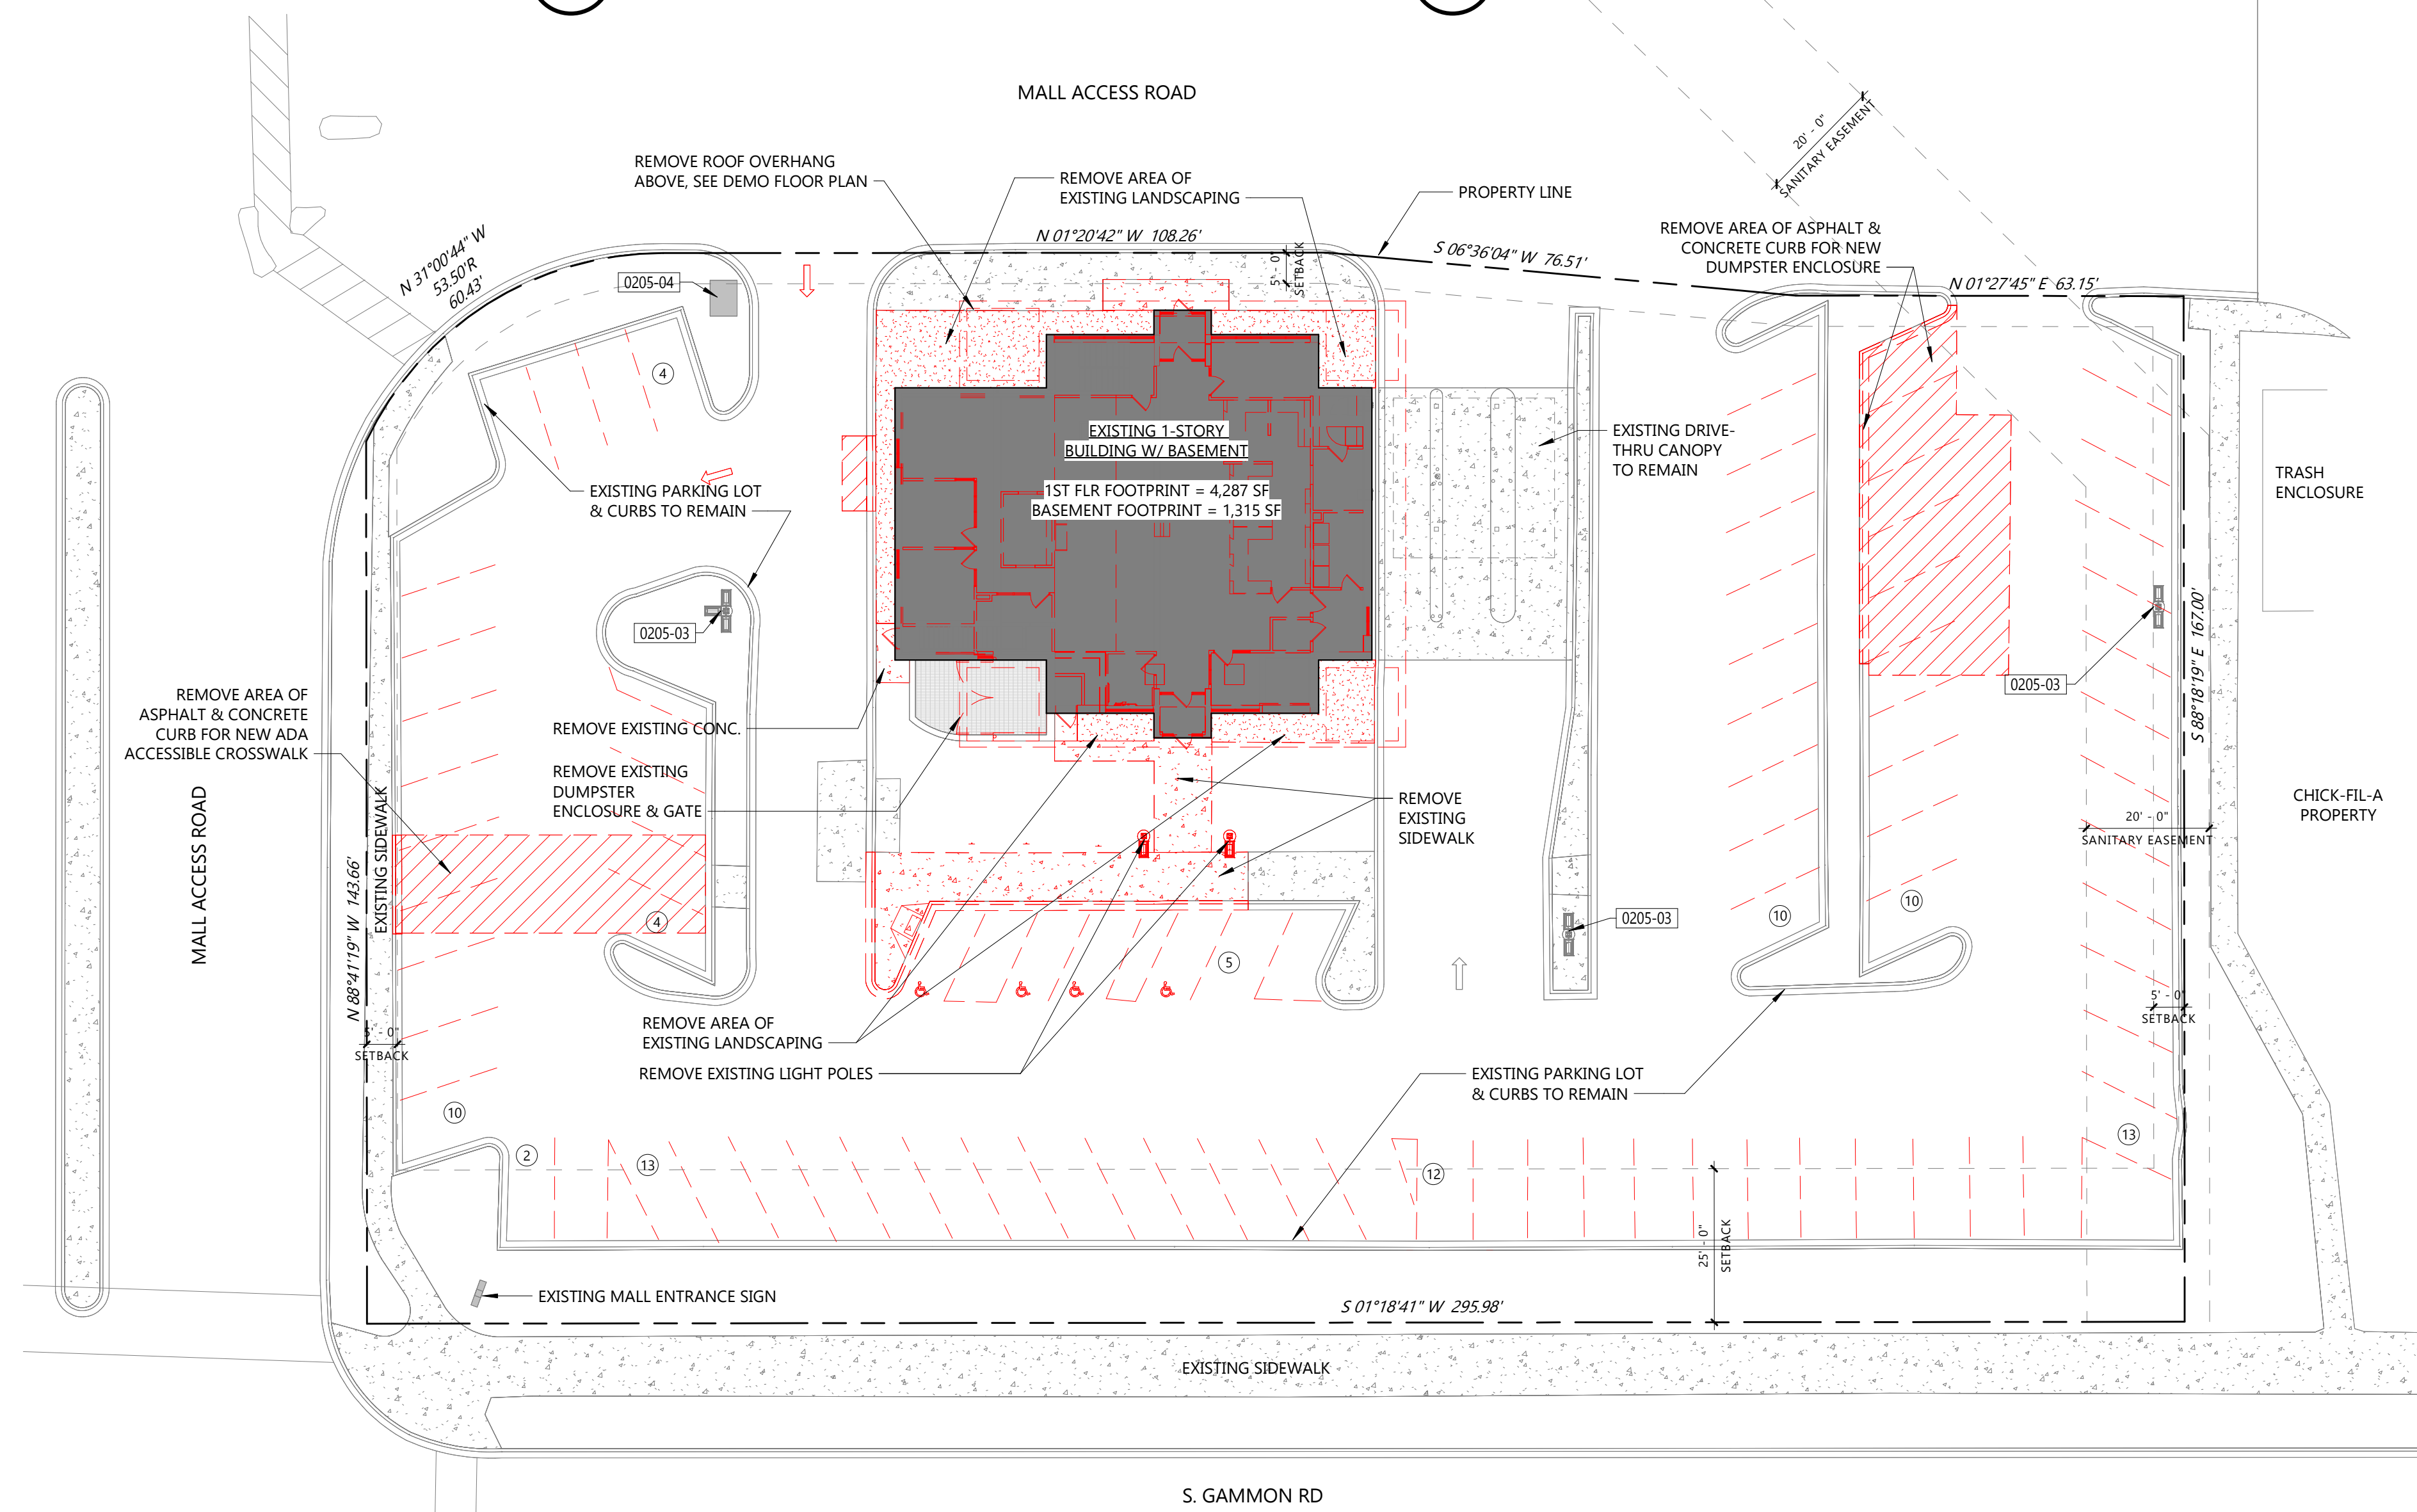 MALL ACCESS ROAD
20' - 0"
SANITARY EASEMENT
REMOVE ROOF OVERHANG
ABOVE, SEE DEMO FLOOR PLAN
REMOVE AREA OF
EXISTING LANDSCAPING
PROPERTY LINE
REMOVE AREA OF ASPHALT &
CONCRETE CURB FOR NEW
DUMPSTER ENCLOSURE
N 31°00'44" W
53.50'R
60.43'
N 01°20'42" W 108.26'
5' - 0"
SETBACK
S 06°36'04" W 76.51'
N 01°27'45" E 63.15'
0205-04
4
EXISTING 1-STORY
BUILDING W/ BASEMENT
1ST FLR FOOTPRINT = 4,287 SF
BASEMENT FOOTPRINT = 1,315 SF
EXISTING DRIVE-
THRU CANOPY
TO REMAIN
TRASH
ENCLOSURE
EXISTING PARKING LOT
& CURBS TO REMAIN
0205-03
0205-03
S 88°18'19" E 167.00'
REMOVE AREA OF
ASPHALT & CONCRETE
CURB FOR NEW ADA
ACCESSIBLE CROSSWALK
REMOVE EXISTING CONC.
REMOVE EXISTING
DUMPSTER
ENCLOSURE & GATE
REMOVE
EXISTING
SIDEWALK
CHICK-FIL-A
PROPERTY
20' - 0"
SANITARY EASEMENT
MALL ACCESS ROAD
EXISTING SIDEWALK
N 88°41'19" W 143.66'
4
5
0205-03
10
10
5' - 0"
SETBACK
5' - 0"
SETBACK
REMOVE AREA OF
EXISTING LANDSCAPING
REMOVE EXISTING LIGHT POLES
EXISTING PARKING LOT
& CURBS TO REMAIN
10
2
13
12
13
25' - 0"
SETBACK
EXISTING MALL ENTRANCE SIGN
S 01°18'41" W 295.98'
EXISTING SIDEWALK
S. GAMMON RD